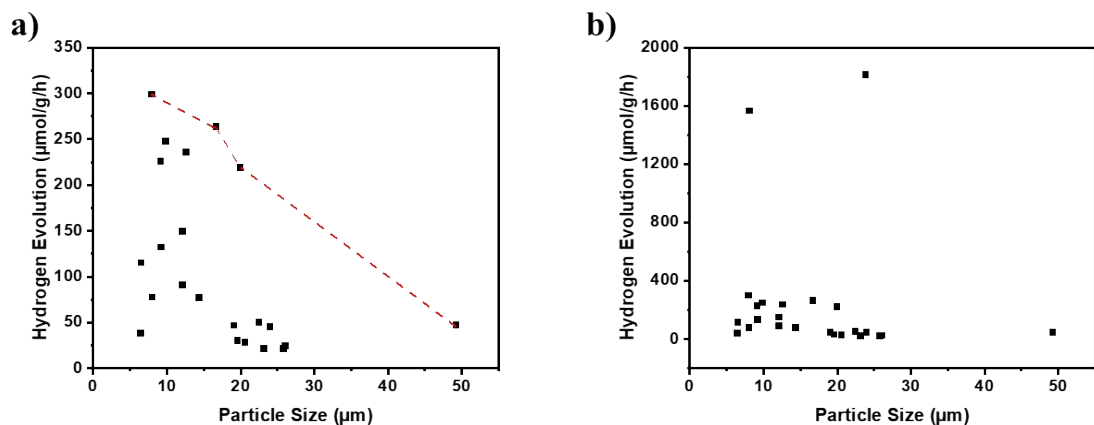 a)
350
300
250
200
150
100
50
0
Hydrogen Evolution (µmol/g/h)
0 10 20 30 40 50
Particle Size (µm)
b)
2000
1600
1200
800
400
0
Hydrogen Evolution (µmol/g/h)
0 10 20 30 40 50
Particle Size (µm)